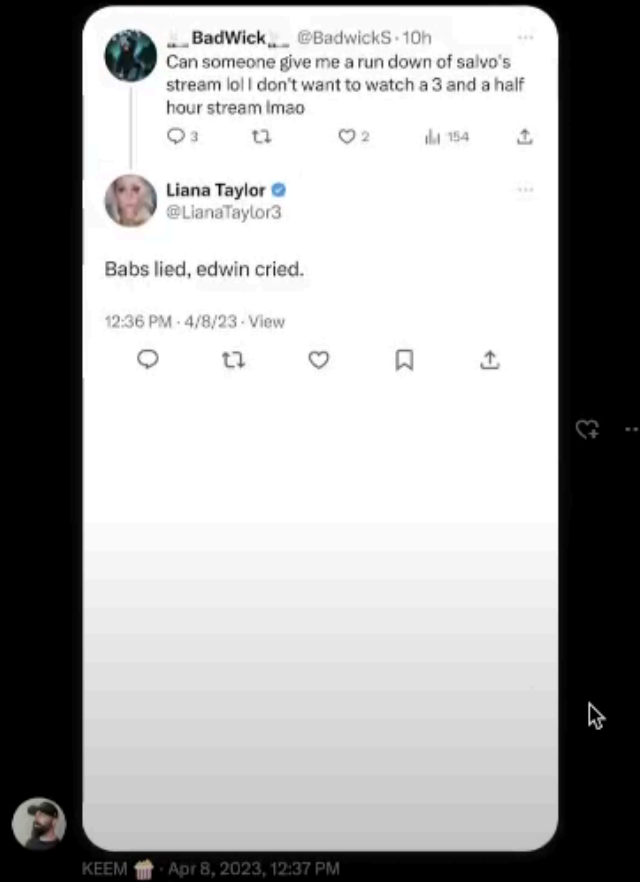 BadWick @BadwickS · 10h
Can someone give me a run down of salvo's
stream lol I don't want to watch a 3 and a half
hour stream lmao
3 2 154
Liana Taylor
@LianaTaylor3
Babs lied, edwin cried.
12:36 PM · 4/8/23 · View
KEEM 🍿 · Apr 8, 2023, 12:37 PM